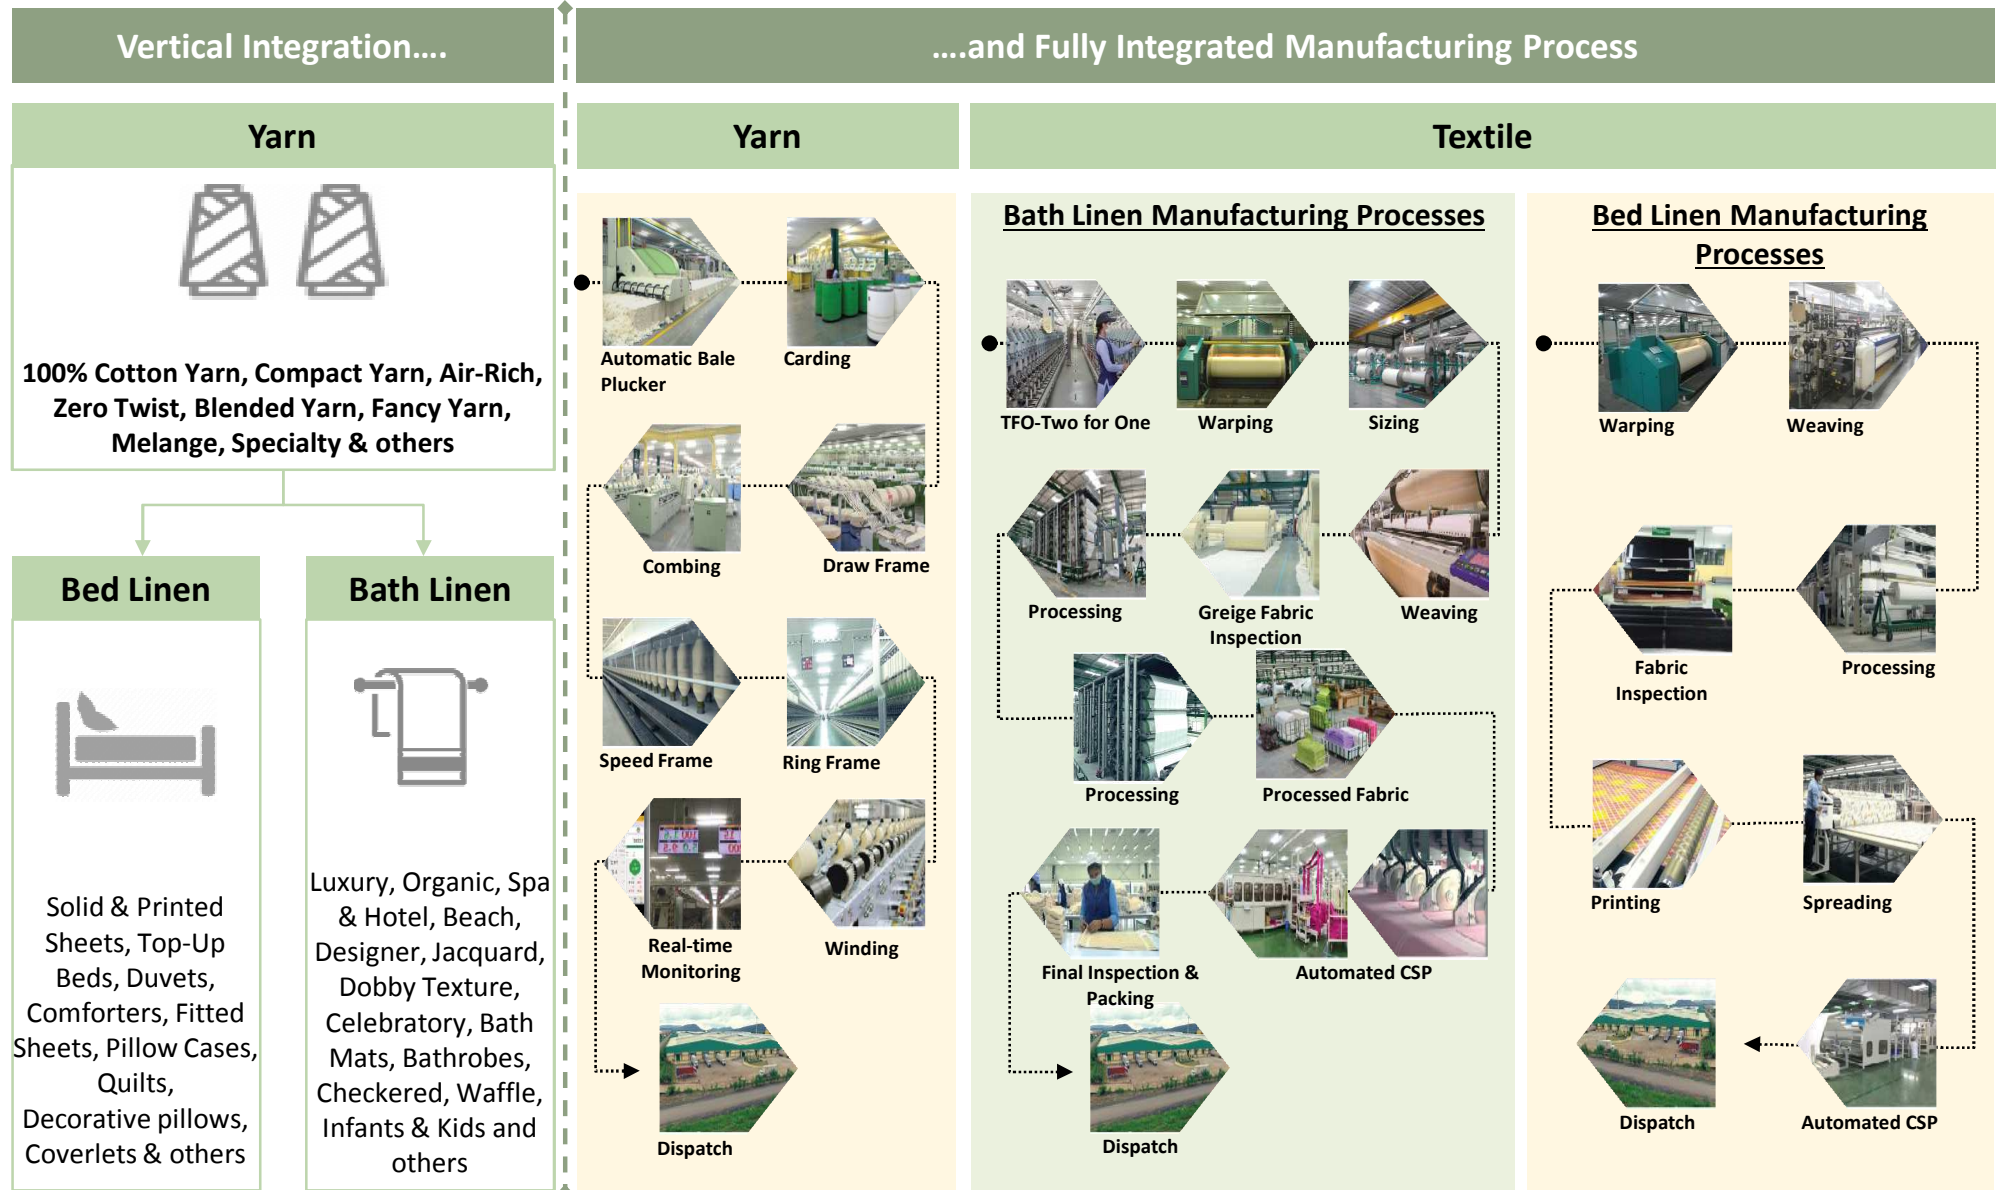 Vertical Integration....
....and Fully Integrated Manufacturing Process
Yarn
100% Cotton Yarn, Compact Yarn, Air-Rich,
Zero Twist, Blended Yarn, Fancy Yarn,
Melange, Specialty & others
Bed Linen
Solid & Printed
Sheets, Top-Up
Beds, Duvets,
Comforters, Fitted
Sheets, Pillow Cases,
Quilts,
Decorative pillows,
Coverlets & others
Bath Linen
Luxury, Organic, Spa
& Hotel, Beach,
Designer, Jacquard,
Dobby Texture,
Celebratory, Bath
Mats, Bathrobes,
Checkered, Waffle,
Infants & Kids and
others
Yarn
Automatic Bale
Plucker
Carding
Combing
Draw Frame
Speed Frame
Ring Frame
Real-time
Monitoring
Winding
Dispatch
Textile
Bath Linen Manufacturing Processes
TFO-Two for One
Warping
Sizing
Processing
Greige Fabric
Inspection
Weaving
Processing
Processed Fabric
Final Inspection &
Packing
Automated CSP
Dispatch
Bed Linen Manufacturing
Processes
Warping
Weaving
Fabric
Inspection
Processing
Printing
Spreading
Dispatch
Automated CSP